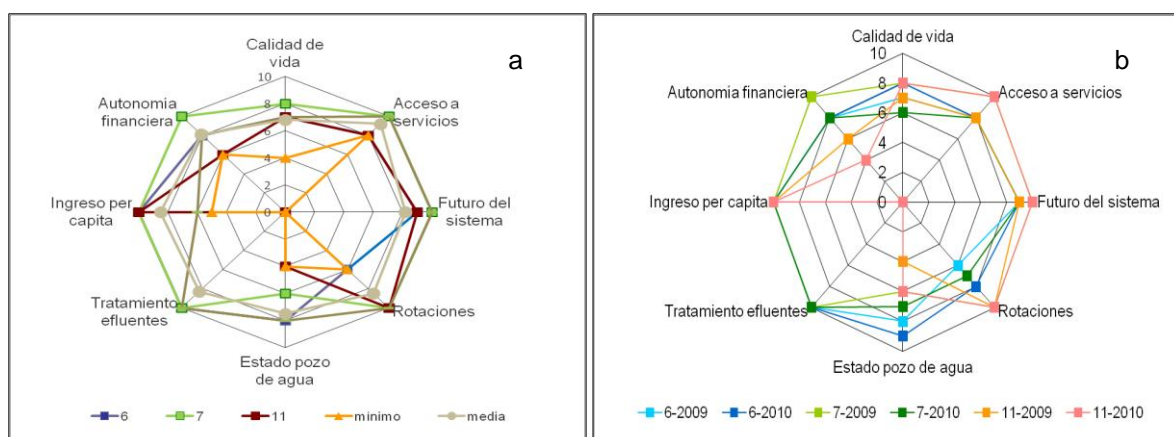 a
Calidad de
vida
10
8
6
4
2
0
Acceso a
servicios
Futuro del
sistema
Rotaciones
Estado pozo
de agua
Tratamiento
efluentes
Ingreso per
capita
Autonomia
financiera
6
7
11
minimo
media
b
Calidad de vida
10
8
6
4
2
0
Acceso a servicios
Futuro del sistema
Rotaciones
Estado pozo de agua
Tratamiento efluentes
Ingreso per capita
Autonomia financiera
6-2009
6-2010
7-2009
7-2010
11-2009
11-2010